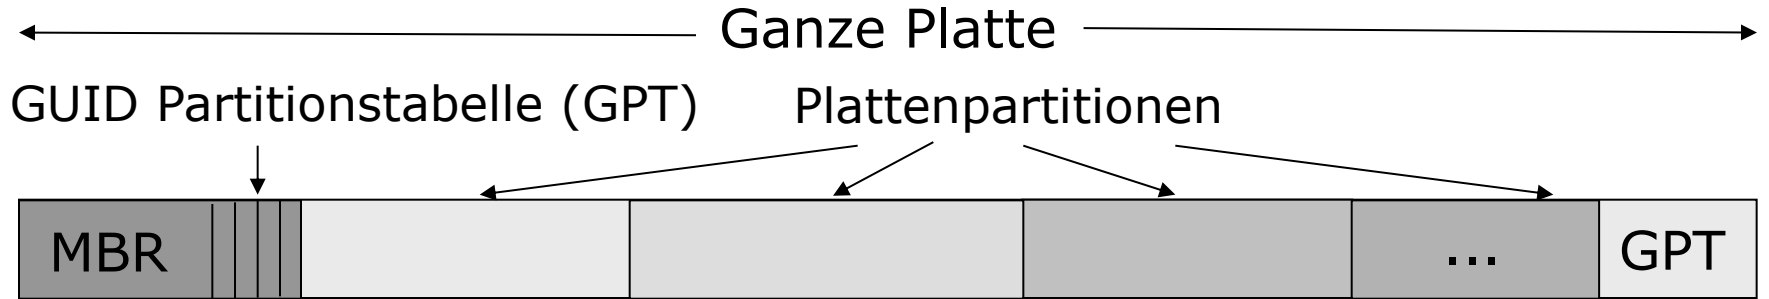 Ganze Platte
GUID Partitionstabelle (GPT)
Plattenpartitionen
MBR
...
GPT